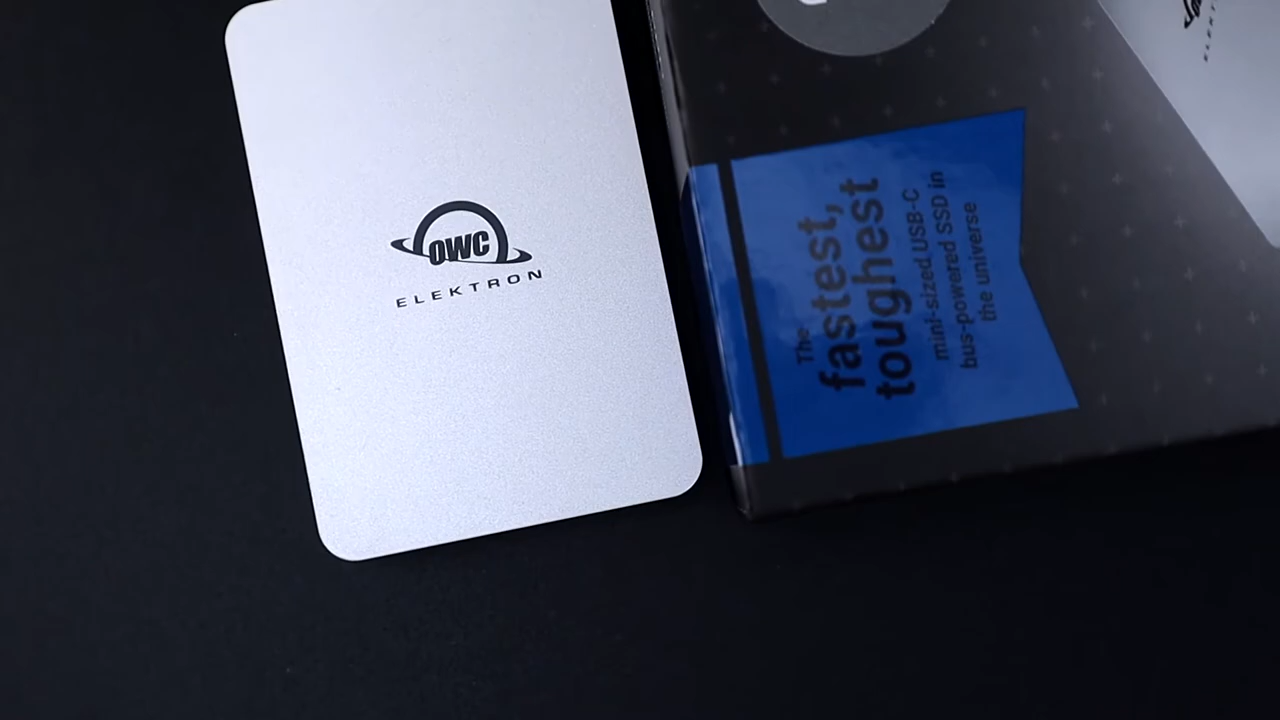 OWC
ELEKTRON
The
fastest,
toughest
mini-sized USB-C
bus-powered SSD in
the universe